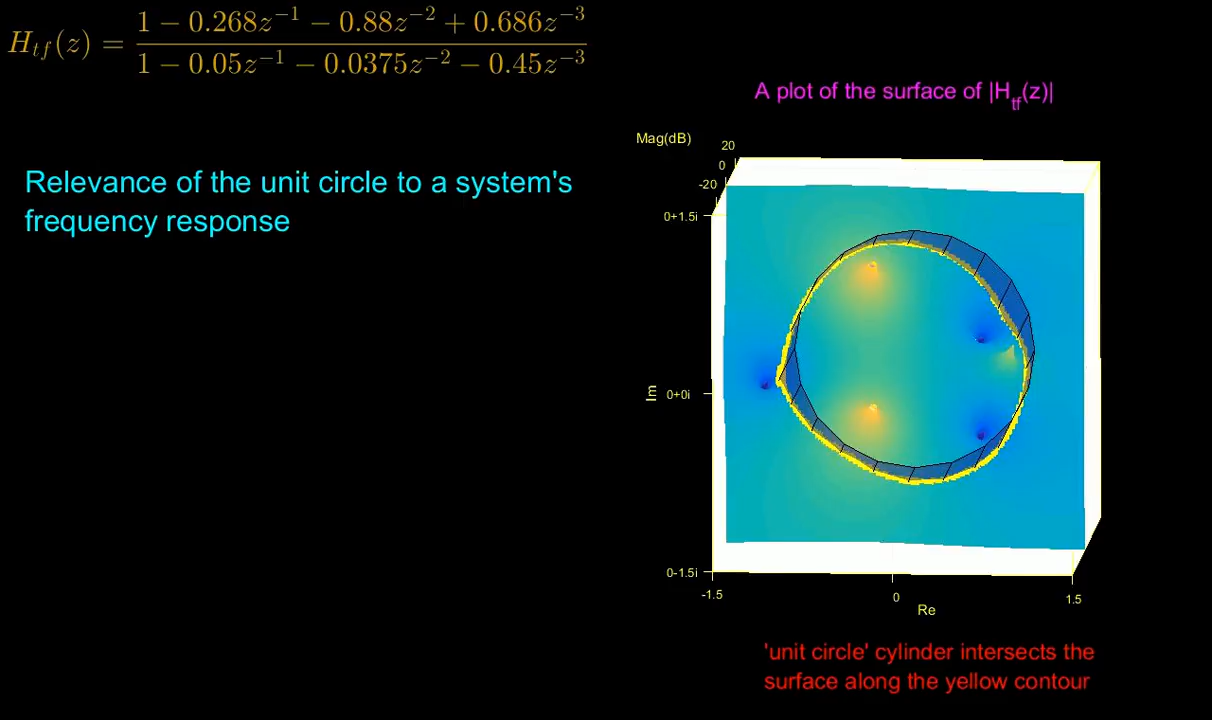 H_{tf}(z) = \frac{1 - 0.268z^{-1} - 0.88z^{-2} + 0.686z^{-3}}{1 - 0.05z^{-1} - 0.0375z^{-2} - 0.45z^{-3}}
A plot of the surface of |H_{tf}(z)|
Mag(dB)
20
0
-20
Relevance of the unit circle to a system's
frequency response
0+1.5i
Im
0+0i
0-1.5i
-1.5
0
1.5
Re
'unit circle' cylinder intersects the
surface along the yellow contour